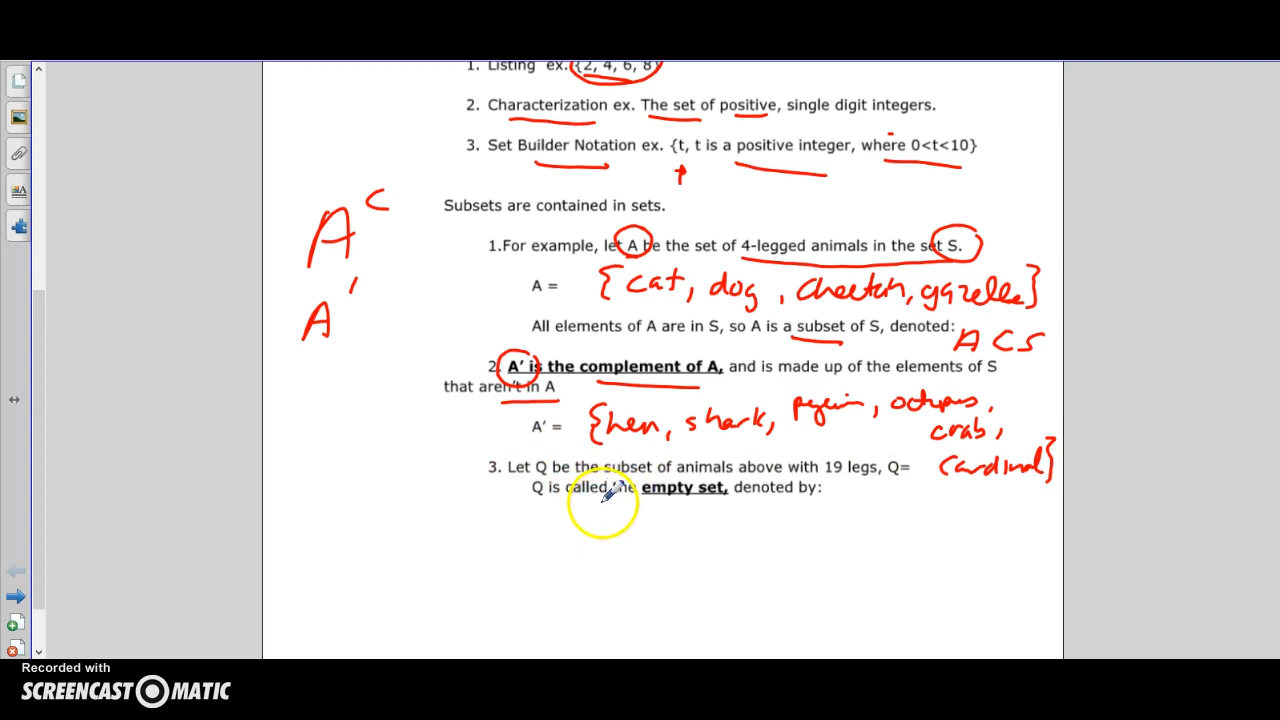 1. Listing ex. {2, 4, 6, 8}
2. Characterization ex. The set of positive, single digit integers.
3. Set Builder Notation ex. {t, t is a positive integer, where 0<t<10}
A C
Subsets are contained in sets.
1.For example, let A be the set of 4-legged animals in the set S.
A = {cat, dog, cheetah, gazelle}
A'
All elements of A are in S, so A is a subset of S, denoted: A C S
2. A' is the complement of A, and is made up of the elements of S
that aren't in A
A' = {hen, shark, octopus,
crab,
cardinal}
3. Let Q be the subset of animals above with 19 legs, Q=
Q is called the empty set, denoted by:
Recorded with
SCREENCAST MATIC